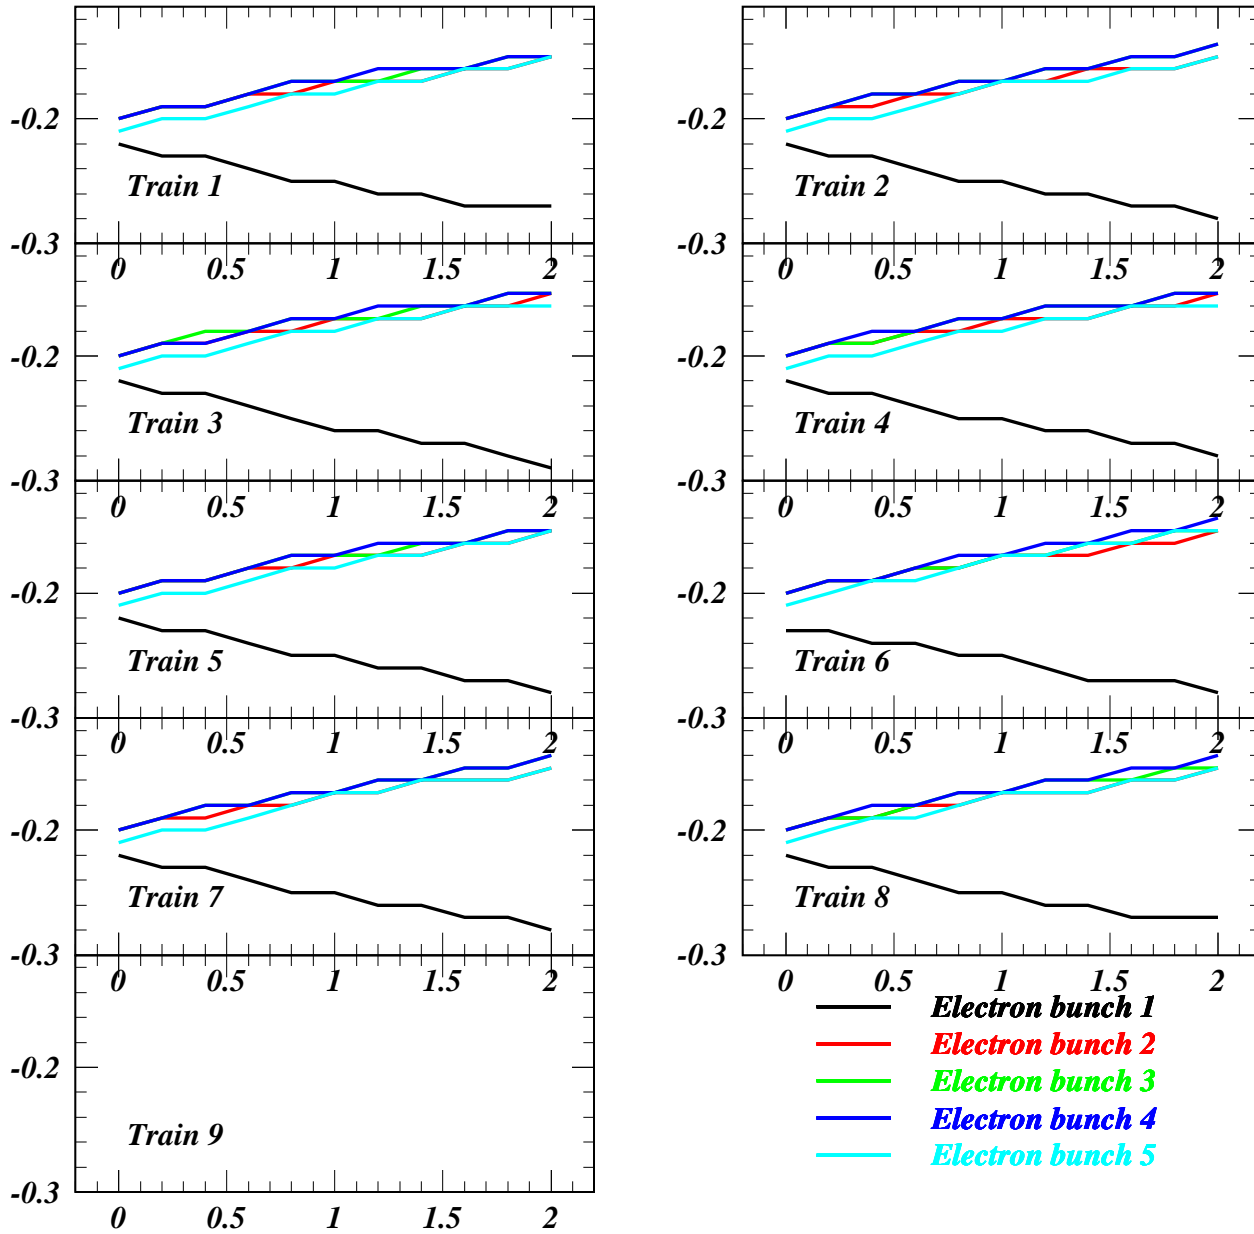 -0.2
Train 1
-0.3
0 0.5 1 1.5 2
-0.2
Train 2
-0.3
0 0.5 1 1.5 2
-0.2
Train 3
-0.3
0 0.5 1 1.5 2
-0.2
Train 4
-0.3
0 0.5 1 1.5 2
-0.2
Train 5
-0.3
0 0.5 1 1.5 2
-0.2
Train 6
-0.3
0 0.5 1 1.5 2
-0.2
Train 7
-0.3
0 0.5 1 1.5 2
-0.2
Train 8
-0.3
0 0.5 1 1.5 2
-0.2
Train 9
-0.3
0 0.5 1 1.5 2
Electron bunch 1
Electron bunch 2
Electron bunch 3
Electron bunch 4
Electron bunch 5